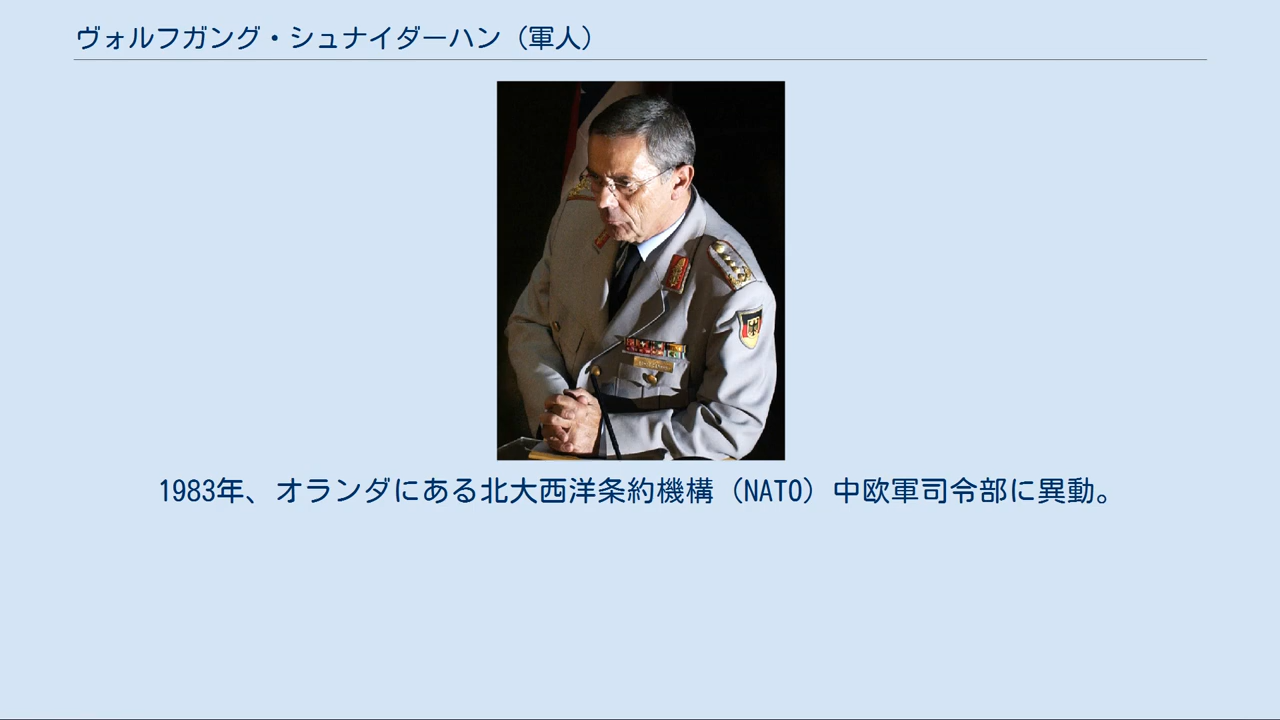 ヴォルフガング・シュナイダーハン（軍人）
1983年、オランダにある北大西洋条約機構（NATO）中欧軍司令部に異動。